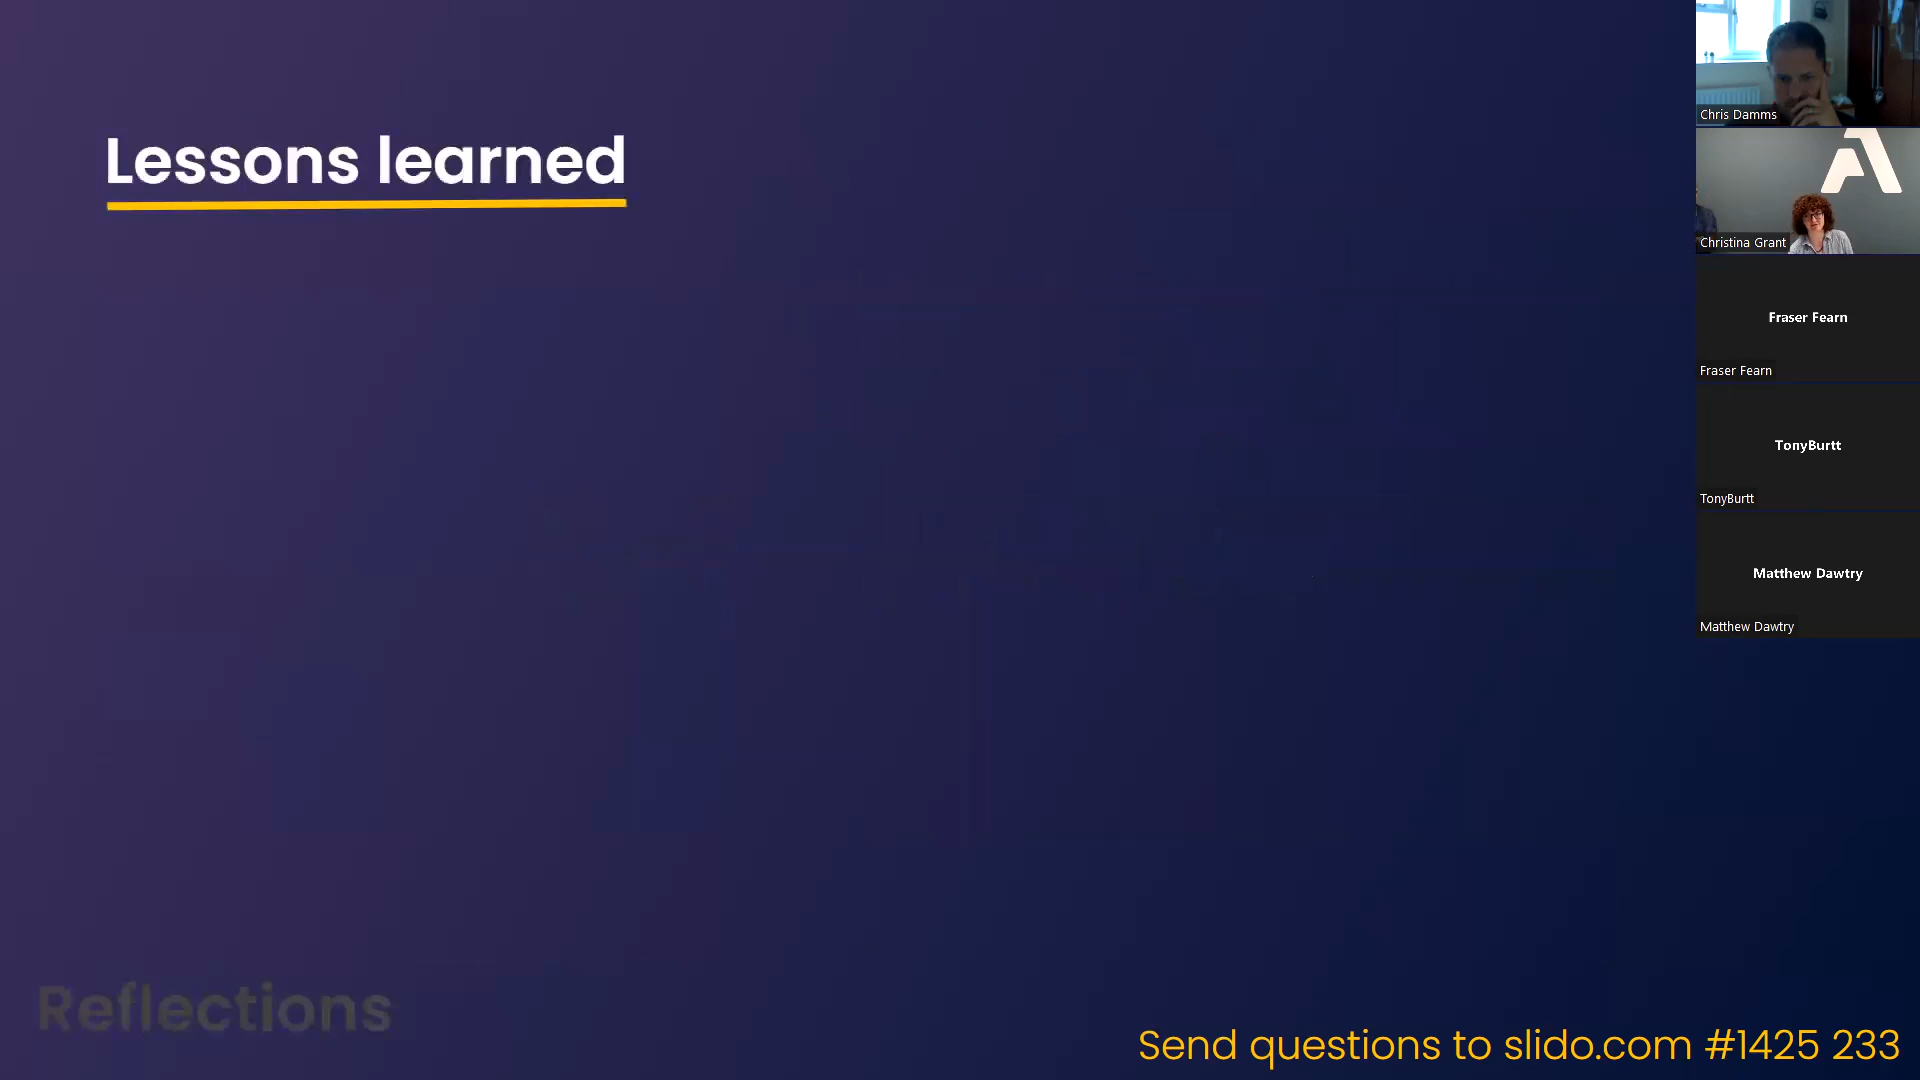 Lessons learned
Reflections
Send questions to slido.com #1425 233
Chris Damms
Christina Grant
Fraser Fearn
Fraser Fearn
TonyBurtt
TonyBurtt
Matthew Dawtry
Matthew Dawtry